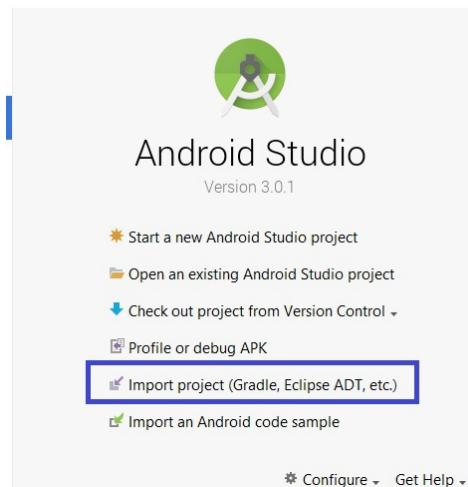 Android Studio
Version 3.0.1
Start a new Android Studio project
Open an existing Android Studio project
Check out project from Version Control
Profile or debug APK
Import project (Gradle, Eclipse ADT, etc.)
Import an Android code sample
Configure Get Help